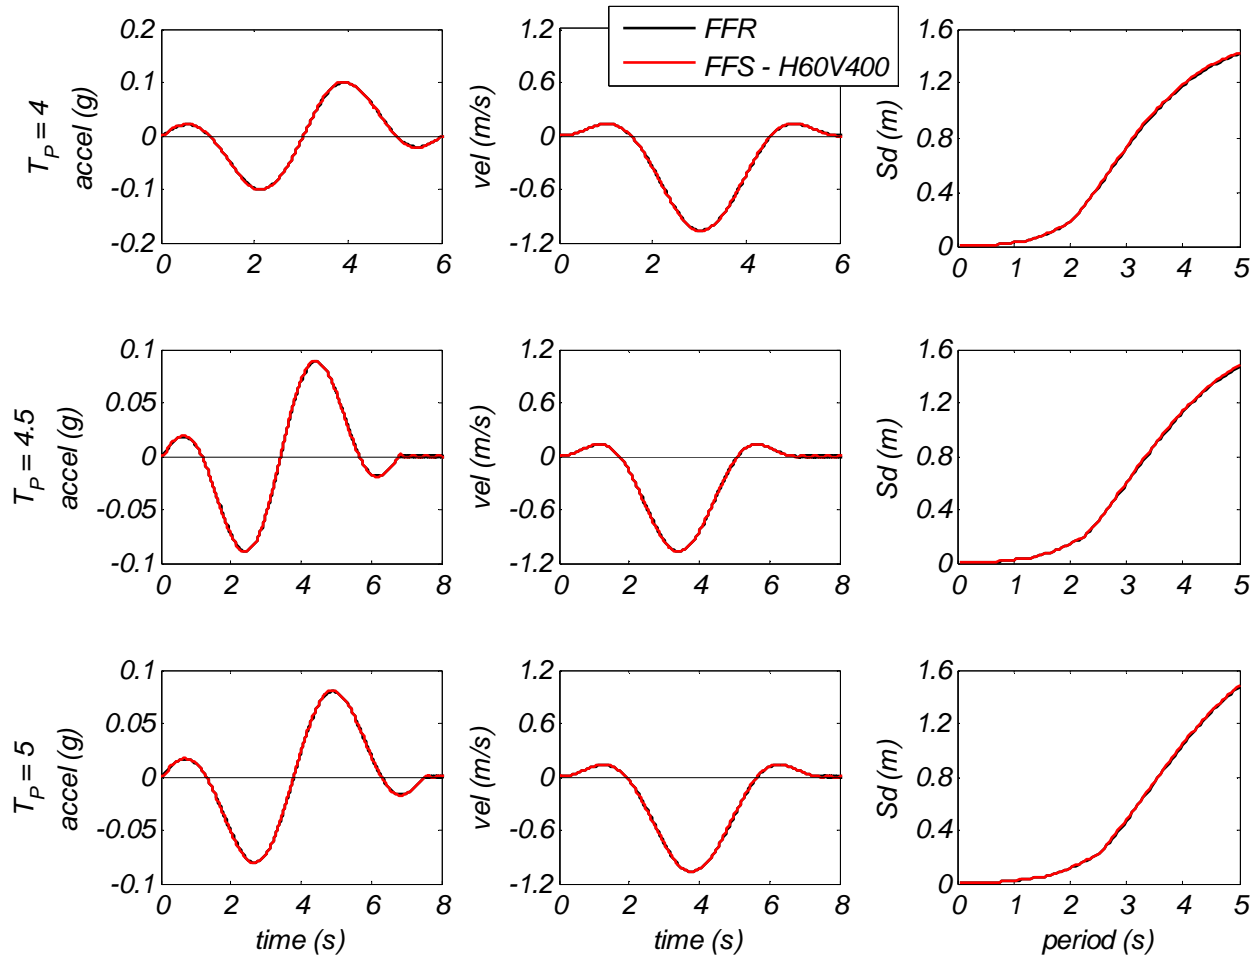 FFR
FFS - H60V400
T_P = 4
accel (g)
0.2
0.1
0
-0.1
-0.2
0 2 4 6
vel (m/s)
1.2
0.6
0
-0.6
-1.2
0 2 4 6
Sd (m)
1.6
1.2
0.8
0.4
0
0 1 2 3 4 5
T_P = 4.5
accel (g)
0.1
0.05
0
-0.05
-0.1
0 2 4 6 8
vel (m/s)
1.2
0.6
0
-0.6
-1.2
0 2 4 6 8
Sd (m)
1.6
1.2
0.8
0.4
0
0 1 2 3 4 5
T_P = 5
accel (g)
0.1
0.05
0
-0.05
-0.1
0 2 4 6 8
time (s)
vel (m/s)
1.2
0.6
0
-0.6
-1.2
0 2 4 6 8
time (s)
Sd (m)
1.6
1.2
0.8
0.4
0
0 1 2 3 4 5
period (s)